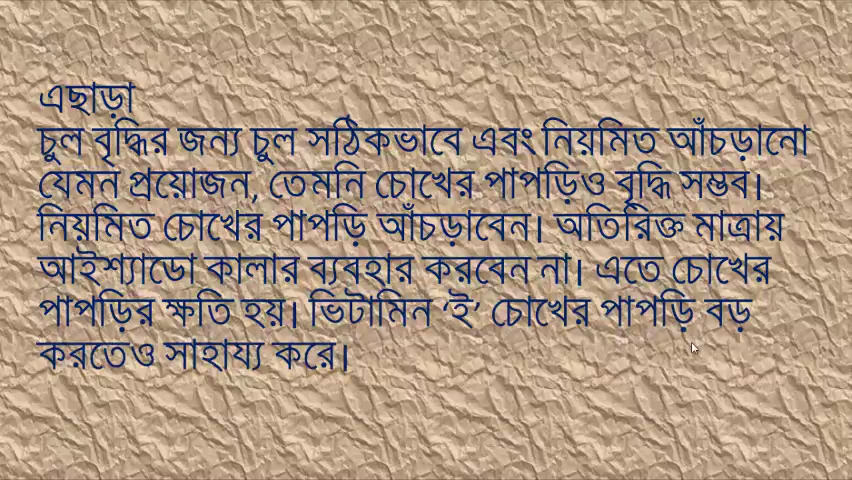 এছাড়া
চুল বৃদ্ধির জন্য চুল সঠিকভাবে এবং নিয়মিত আঁচড়ানো
যেমন প্রয়োজন, তেমনি চোখের পাপড়িও বৃদ্ধি সম্ভব।
নিয়মিত চোখের পাপড়ি আঁচড়াবেন। অতিরিক্ত মাত্রায়
আইশ্যাডো কালার ব্যবহার করবেন না। এতে চোখের
পাপড়ির ক্ষতি হয়। ভিটামিন ‘ই’ চোখের পাপড়ি বড়
করতেও সাহায্য করে।